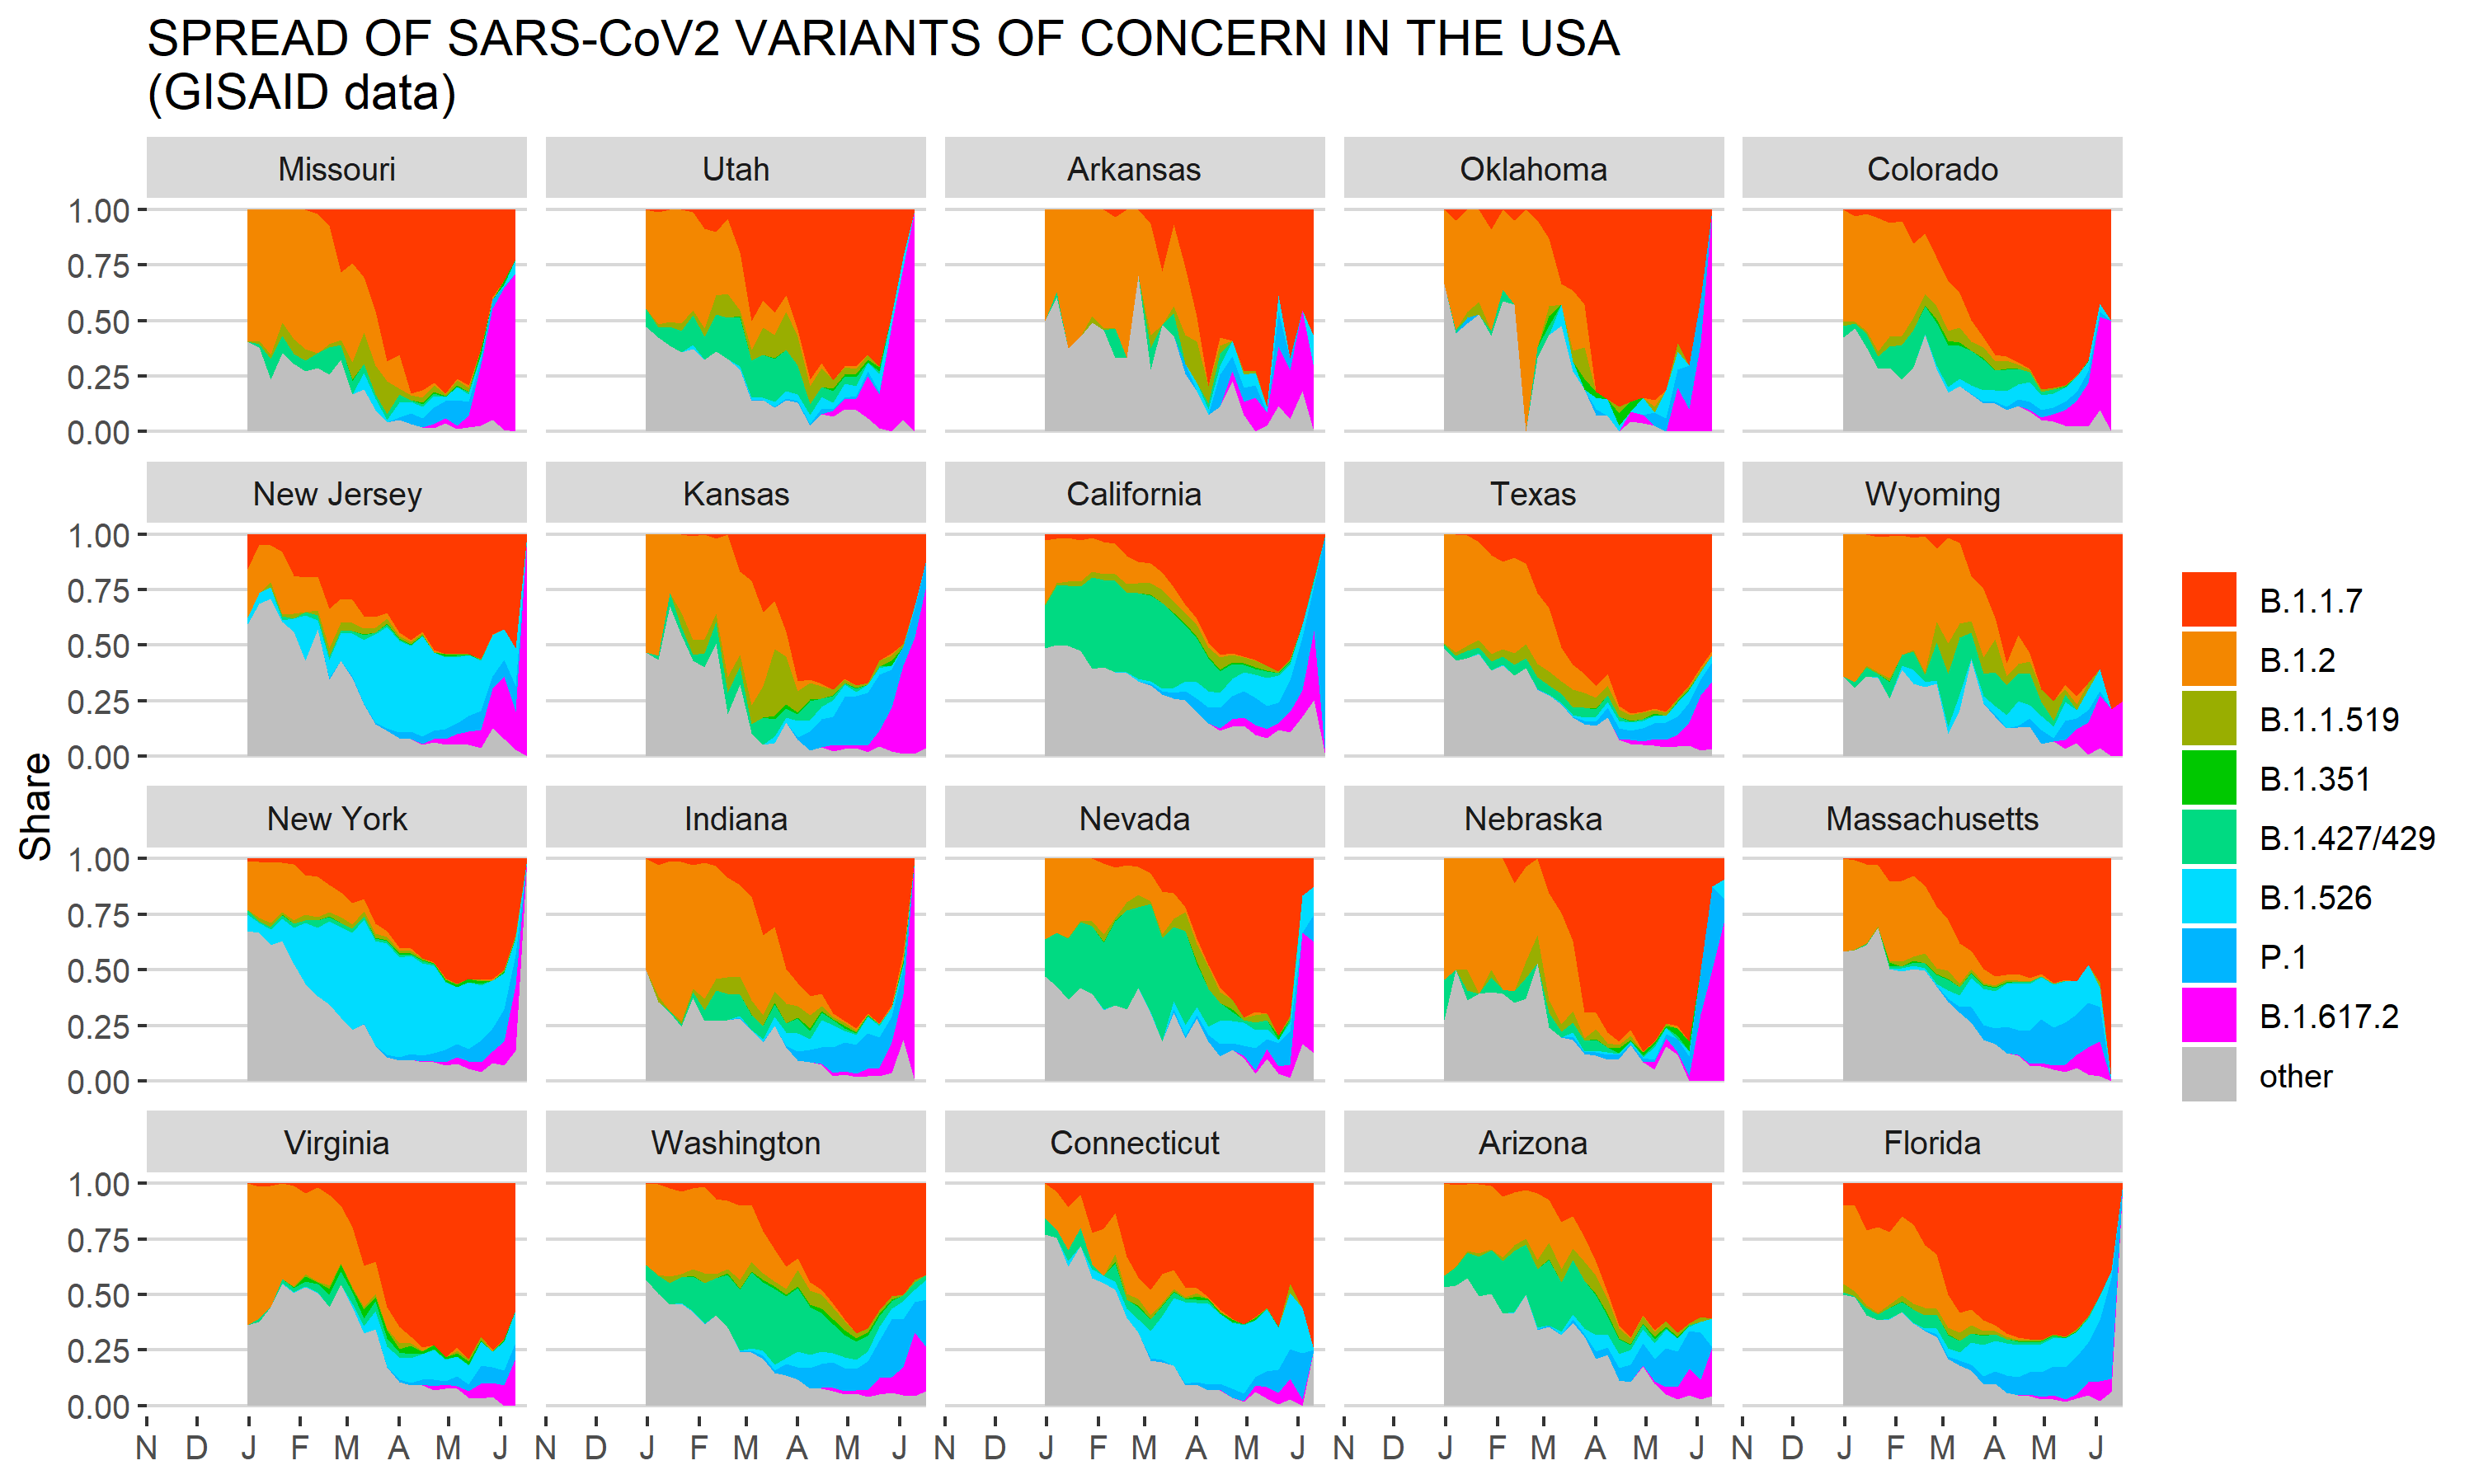 SPREAD OF SARS-CoV2 VARIANTS OF CONCERN IN THE USA
(GISAID data)
Missouri Utah Arkansas Oklahoma Colorado
1.00
0.75
0.50
0.25
0.00
New Jersey Kansas California Texas Wyoming
1.00
0.75
0.50
0.25
0.00
New York Indiana Nevada Nebraska Massachusetts
1.00
0.75
0.50
0.25
0.00
Virginia Washington Connecticut Arizona Florida
1.00
0.75
0.50
0.25
0.00
N D J F M A M J N D J F M A M J N D J F M A M J N D J F M A M J N D J F M A M J
Share
B.1.1.7
B.1.2
B.1.1.519
B.1.351
B.1.427/429
B.1.526
P.1
B.1.617.2
other